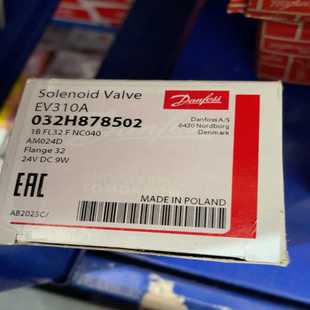 Solenoid Valve
EV310A
032H878502
1B FL32 F NC040
AM024D
Flange 32
24V DC 9W
Danfoss
Danfoss A/S
6430 Nordborg
Denmark
EAC
MADE IN POLAND
AB2025C/